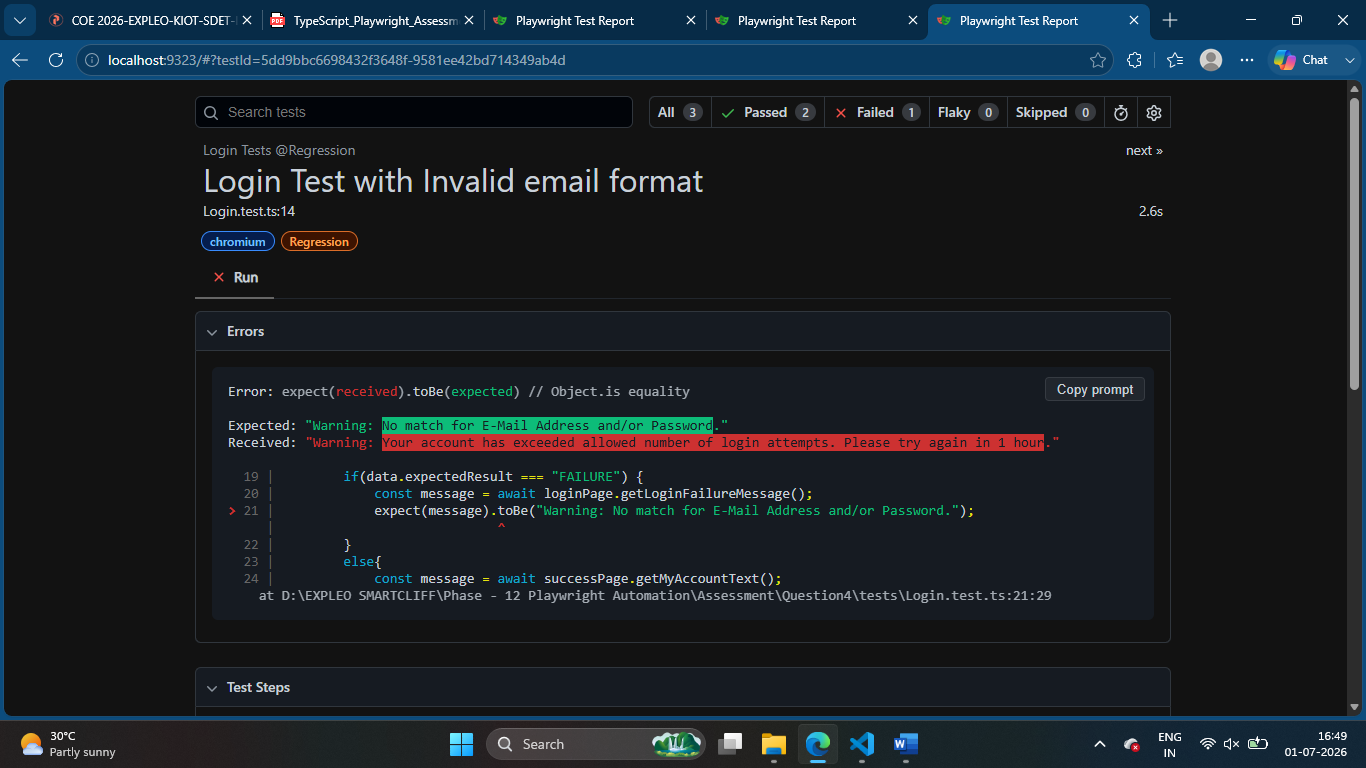 COE 2026-EXPLEO-KIOT-SDET-
TypeScript_Playwright_Assessm
Playwright Test Report
Playwright Test Report
Playwright Test Report
localhost:9323/#?testId=5dd9bbc6698432f3648f-9581ee42bd714349ab4d
Chat
Search tests
All 3
Passed 2
Failed 1
Flaky 0
Skipped 0
Login Tests @Regression
next »
Login Test with Invalid email format
Login.test.ts:14
2.6s
chromium
Regression
Run
Errors
Error: expect(received).toBe(expected) // Object.is equality
Copy prompt
Expected: "Warning: No match for E-Mail Address and/or Password."
Received: "Warning: Your account has exceeded allowed number of login attempts. Please try again in 1 hour."
19 | if(data.expectedResult === "FAILURE") {
20 | const message = await loginPage.getLoginFailureMessage();
> 21 | expect(message).toBe("Warning: No match for E-Mail Address and/or Password.");
| ^
22 | }
23 | else{
24 | const message = await successPage.getMyAccountText();
at D:\EXPLEO SMARTCLIFF\Phase - 12 Playwright Automation\Assessment\Question4\tests\Login.test.ts:21:29
Test Steps
30°C
Partly sunny
Search
ENG
IN
16:49
01-07-2026